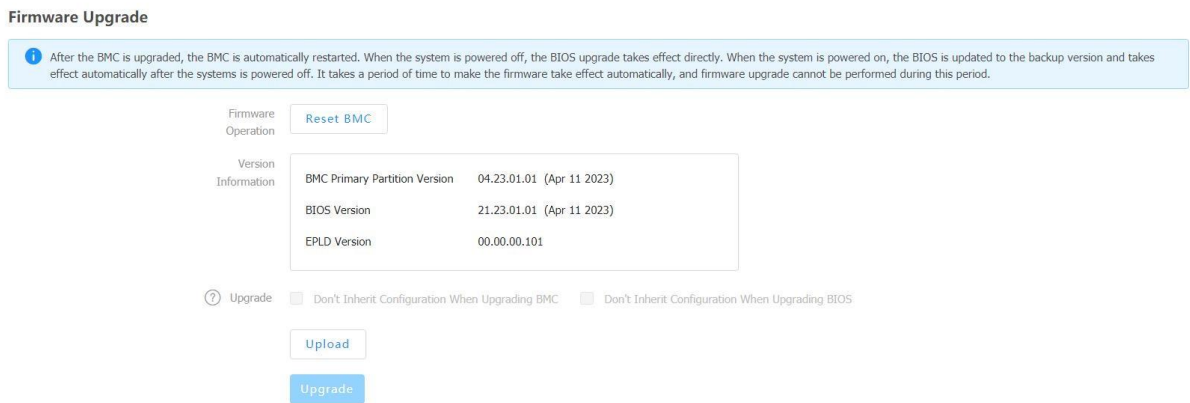 Firmware Upgrade
After the BMC is upgraded, the BMC is automatically restarted. When the system is powered off, the BIOS upgrade takes effect directly. When the system is powered on, the BIOS is updated to the backup version and takes
effect automatically after the systems is powered off. It takes a period of time to make the firmware take effect automatically, and firmware upgrade cannot be performed during this period.
Firmware
Operation
Reset BMC
Version
Information
BMC Primary Partition Version 04.23.01.01 (Apr 11 2023)
BIOS Version 21.23.01.01 (Apr 11 2023)
EPLD Version 00.00.00.101
Upgrade Don't Inherit Configuration When Upgrading BMC Don't Inherit Configuration When Upgrading BIOS
Upload
Upgrade